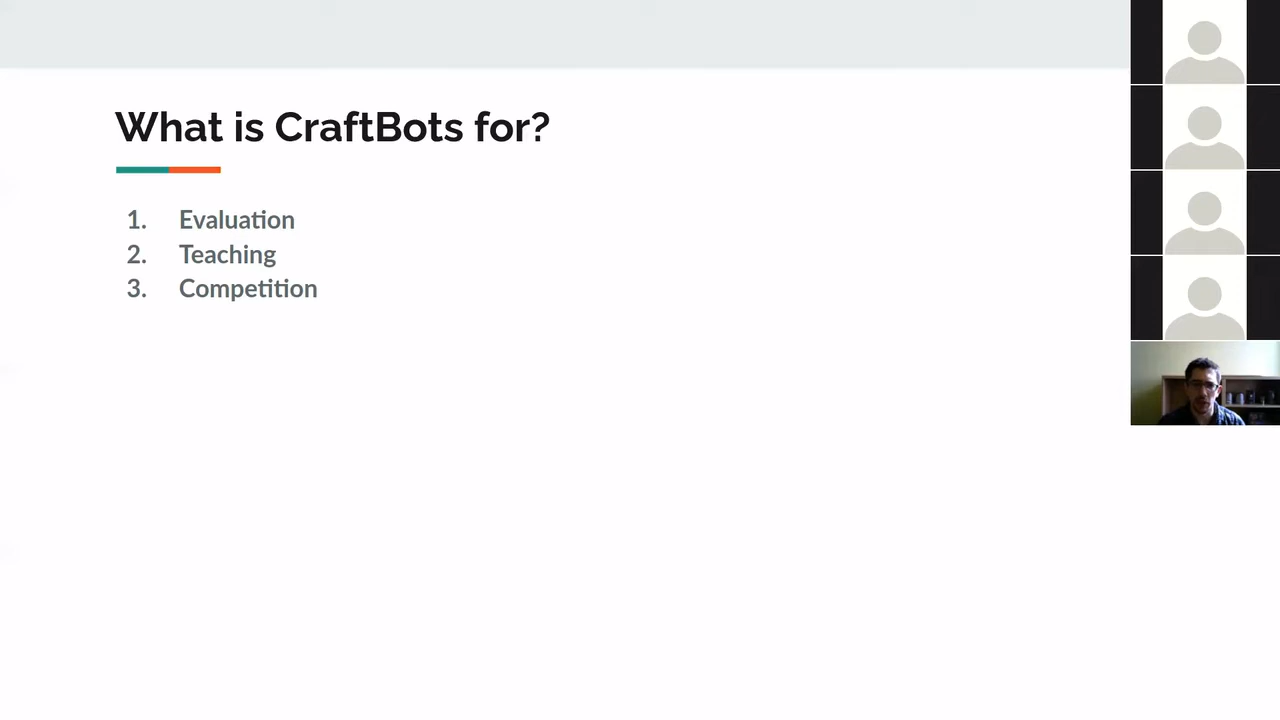 What is CraftBots for?
1. Evaluation
2. Teaching
3. Competition